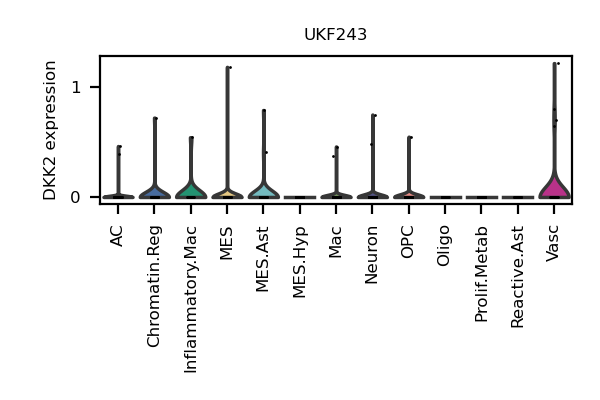 UKF243
DKK2 expression
1
0
AC
Chromatin.Reg
Inflammatory.Mac
MES
MES.Ast
MES.Hyp
Mac
Neuron
OPC
Oligo
Prolif.Metab
Reactive.Ast
Vasc